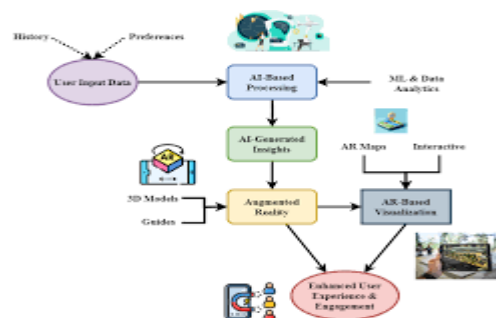 History
Preferences
User Input Data
AI-Based
Processing
ML & Data
Analytics
AI-Generated
Insights
AR Maps
Interactive
AR
3D Models
Guides
Augmented
Reality
AR-Based
Visualization
Enhanced User
Experience &
Engagement